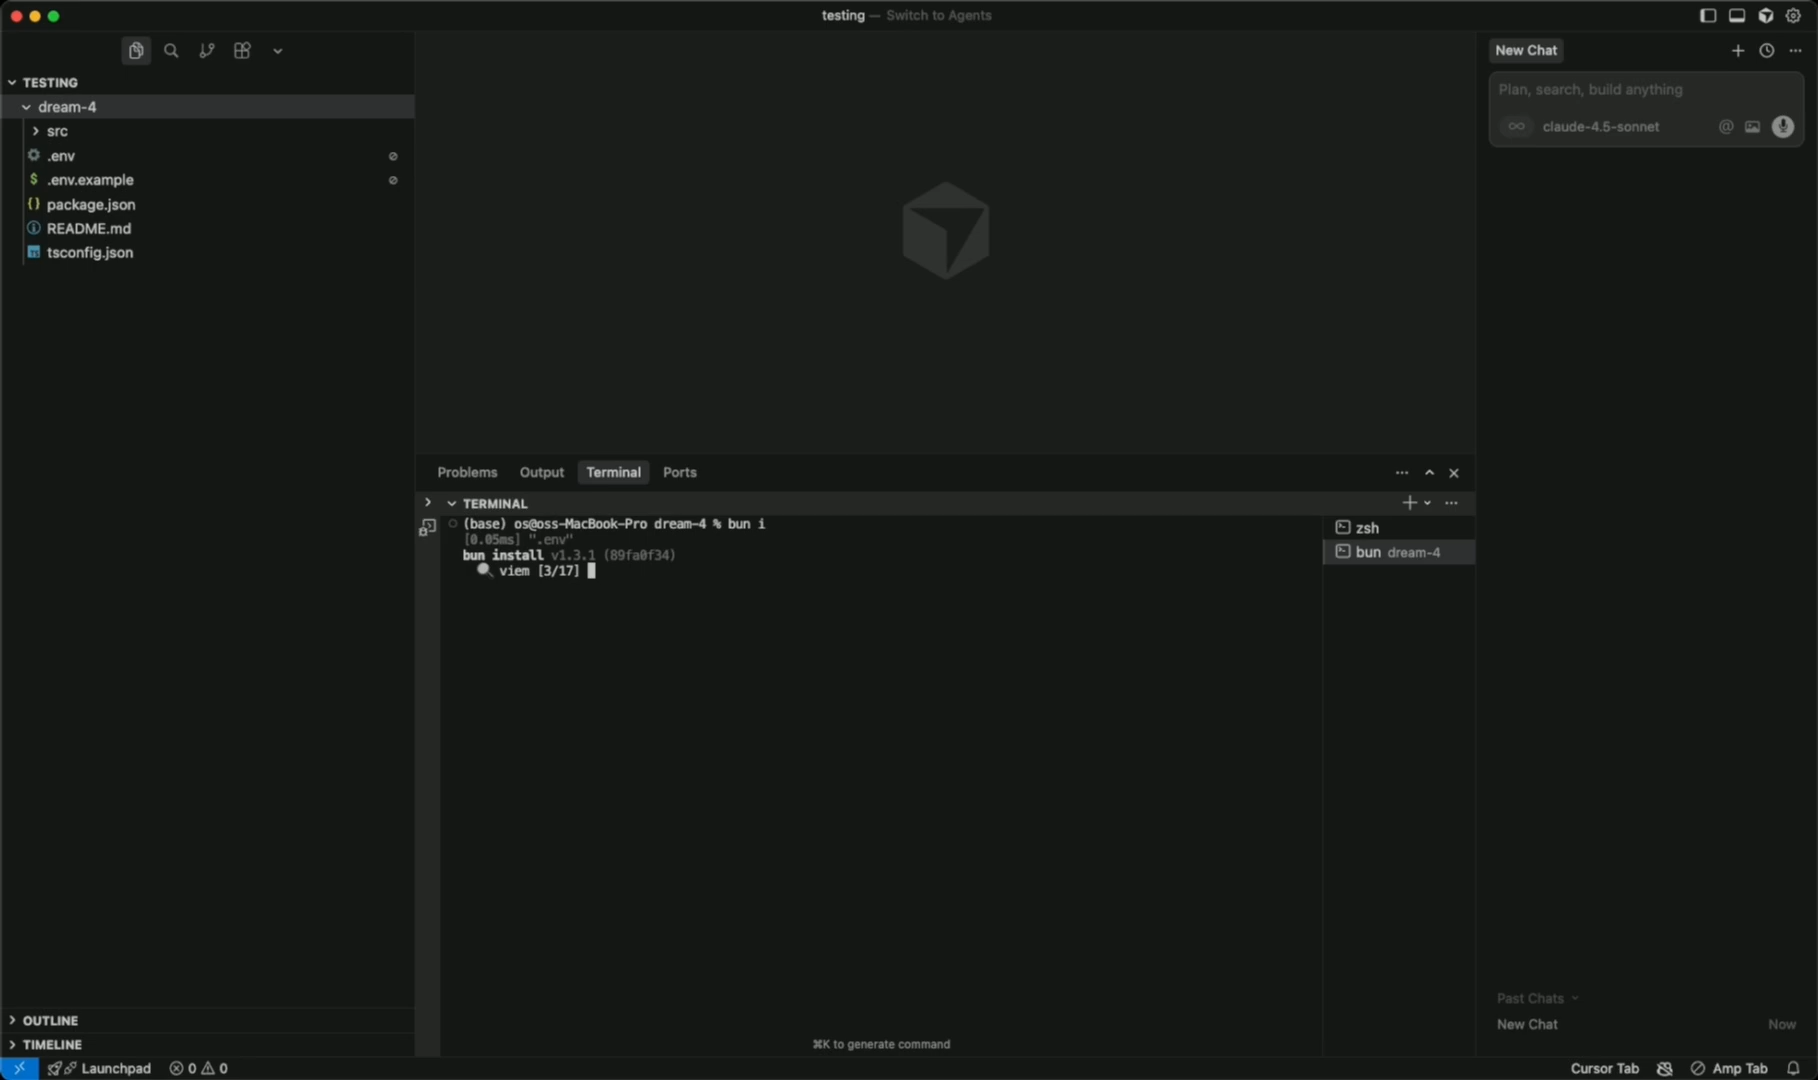 testing — Switch to Agents
TESTING
dream-4
src
.env
$ .env.example
{} package.json
README.md
TS tsconfig.json
OUTLINE
TIMELINE
Problems Output Terminal Ports
TERMINAL
(base) os@oss-MacBook-Pro dream-4 % bun i
[0.05ms] ".env"
bun install v1.3.1 (89fa0f34)
viem [3/17]
zsh
bun dream-4
⌘K to generate command
New Chat
Plan, search, build anything
claude-4.5-sonnet
Past Chats
New Chat Now
Launchpad 0 0
Cursor Tab Amp Tab